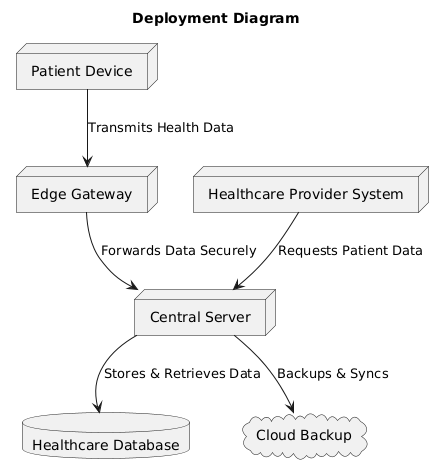 Deployment Diagram
Patient Device
Transmits Health Data
Edge Gateway
Healthcare Provider System
Forwards Data Securely
Requests Patient Data
Central Server
Stores & Retrieves Data
Backups & Syncs
Healthcare Database
Cloud Backup